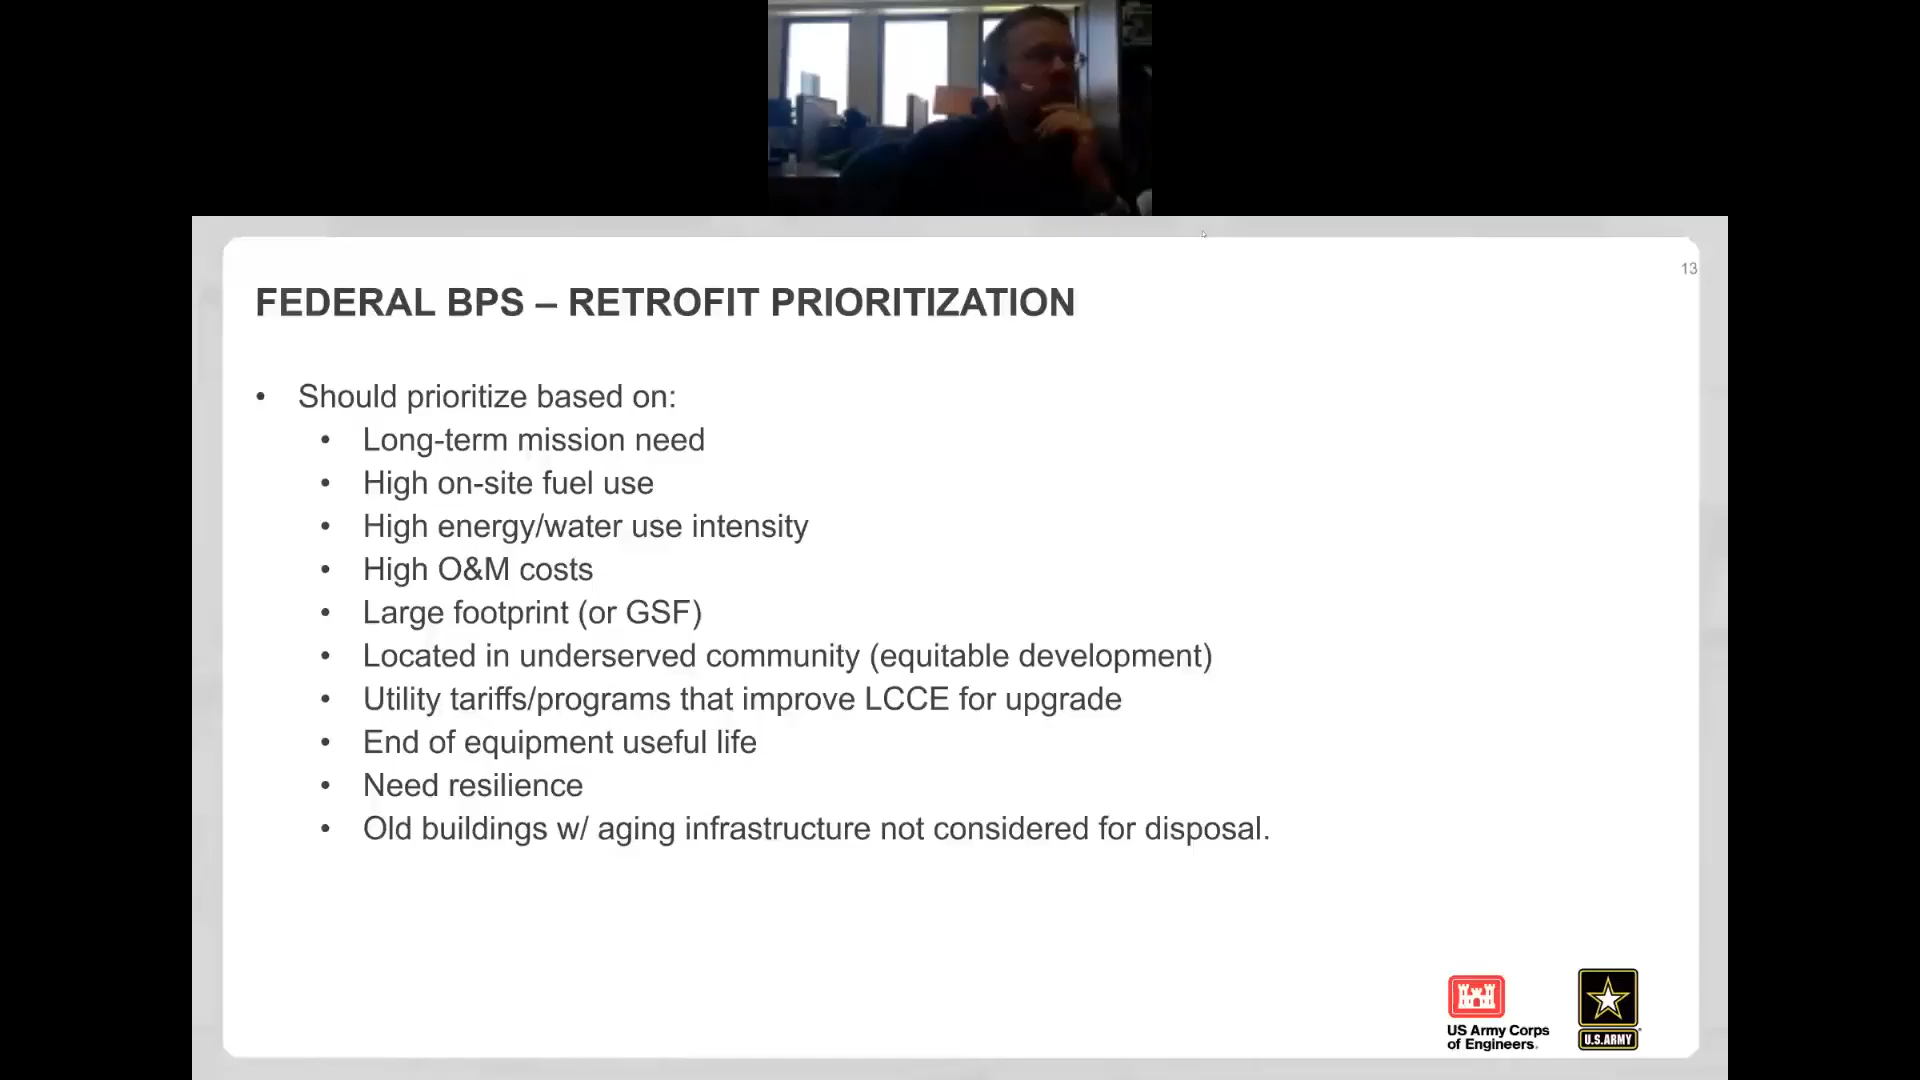 13
FEDERAL BPS – RETROFIT PRIORITIZATION
• Should prioritize based on:
• Long-term mission need
• High on-site fuel use
• High energy/water use intensity
• High O&M costs
• Large footprint (or GSF)
• Located in underserved community (equitable development)
• Utility tariffs/programs that improve LCCE for upgrade
• End of equipment useful life
• Need resilience
• Old buildings w/ aging infrastructure not considered for disposal.
US Army Corps
of Engineers.
U.S.ARMY